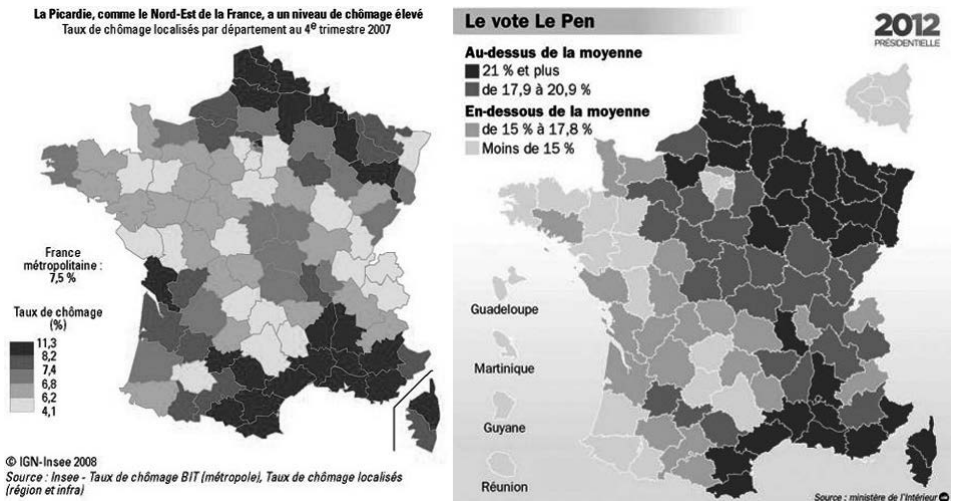 La Picardie, comme le Nord-Est de la France, a un niveau de chômage élevé
Taux de chômage localisés par département au 4e trimestre 2007
France
métropolitaine :
7,5 %
Taux de chômage
(%)
11,3
8,2
7,4
6,8
6,2
4,1
© IGN-Insee 2008
Source : Insee - Taux de chômage BIT (métropole), Taux de chômage localisés
(région et infra)
Le vote Le Pen
2012
PRÉSIDENTIELLE
Au-dessus de la moyenne
21 % et plus
de 17,9 à 20,9 %
En-dessous de la moyenne
de 15 % à 17,8 %
Moins de 15 %
Guadeloupe
Martinique
Guyane
Réunion
Source : ministère de l'Intérieur